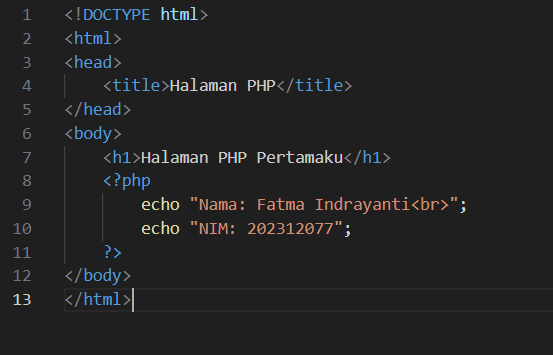 1 <!DOCTYPE html>
2 <html>
3 <head>
4     <title>Halaman PHP</title>
5 </head>
6 <body>
7     <h1>Halaman PHP Pertamaku</h1>
8     <?php
9         echo "Nama: Fatma Indrayanti<br>";
10         echo "NIM: 202312077";
11     ?>
12 </body>
13 </html>